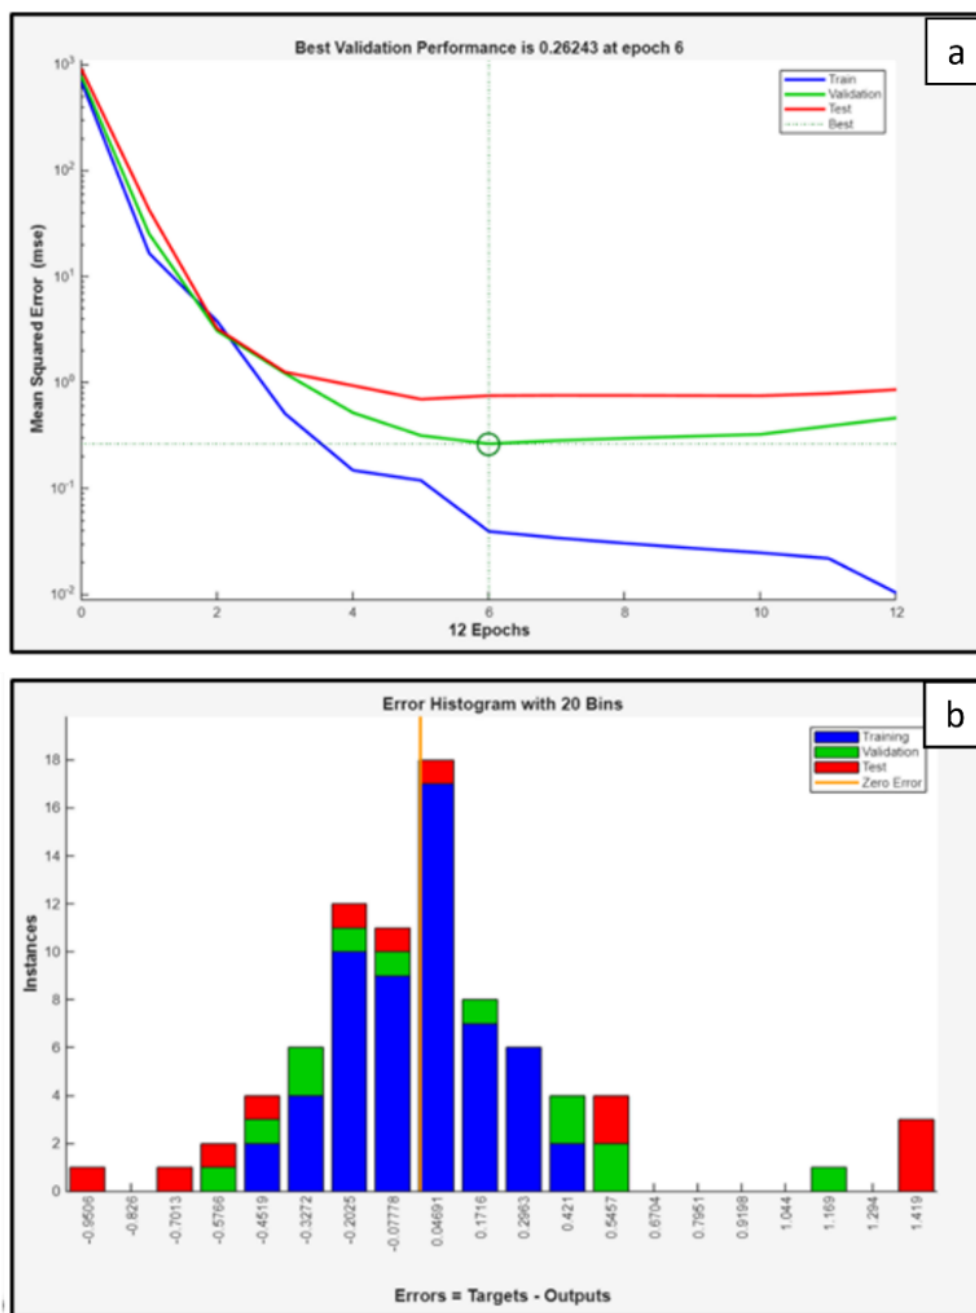 a
Best Validation Performance is 0.26243 at epoch 6
Train
Validation
Test
Best
10³
10²
10¹
10⁰
10⁻¹
10⁻²
Mean Squared Error (mse)
0 2 4 6 8 10 12
12 Epochs
b
Error Histogram with 20 Bins
Training
Validation
Test
Zero Error
18
16
14
12
10
8
6
4
2
0
Instances
-0.9506 -0.826 -0.7013 -0.5766 -0.4519 -0.3272 -0.2025 -0.07778 0.04691 0.1716 0.2963 0.421 0.5457 0.6704 0.7951 0.9198 1.044 1.169 1.294 1.419
Errors = Targets - Outputs